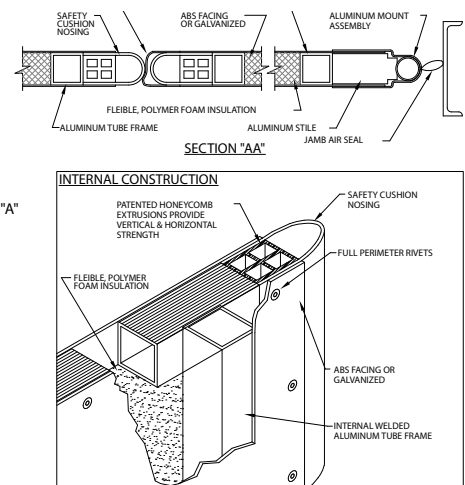 SAFETY
CUSHION
NOSING
ABS FACING
OR GALVANIZED
ALUMINUM MOUNT
ASSEMBLY
FLEIBLE, POLYMER FOAM INSULATION
ALUMINUM TUBE FRAME
ALUMINUM STILE
JAMB AIR SEAL
SECTION "AA"
"A"
INTERNAL CONSTRUCTION
PATENTED HONEYCOMB
EXTRUSIONS PROVIDE
VERTICAL & HORIZONTAL
STRENGTH
SAFETY CUSHION
NOSING
FULL PERIMETER RIVETS
FLEIBLE, POLYMER
FOAM INSULATION
ABS FACING OR
GALVANIZED
INTERNAL WELDED
ALUMINUM TUBE FRAME